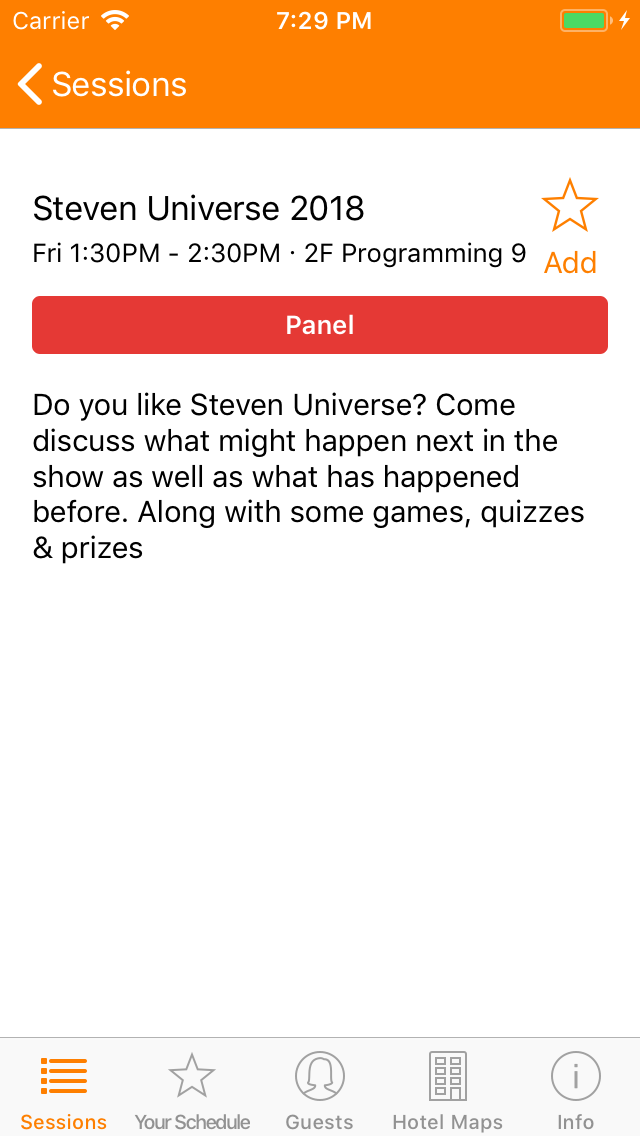 Carrier 7:29 PM
Sessions
Steven Universe 2018
Fri 1:30PM - 2:30PM · 2F Programming 9
Add
Panel
Do you like Steven Universe? Come
discuss what might happen next in the
show as well as what has happened
before. Along with some games, quizzes
& prizes
Sessions Your Schedule Guests Hotel Maps Info